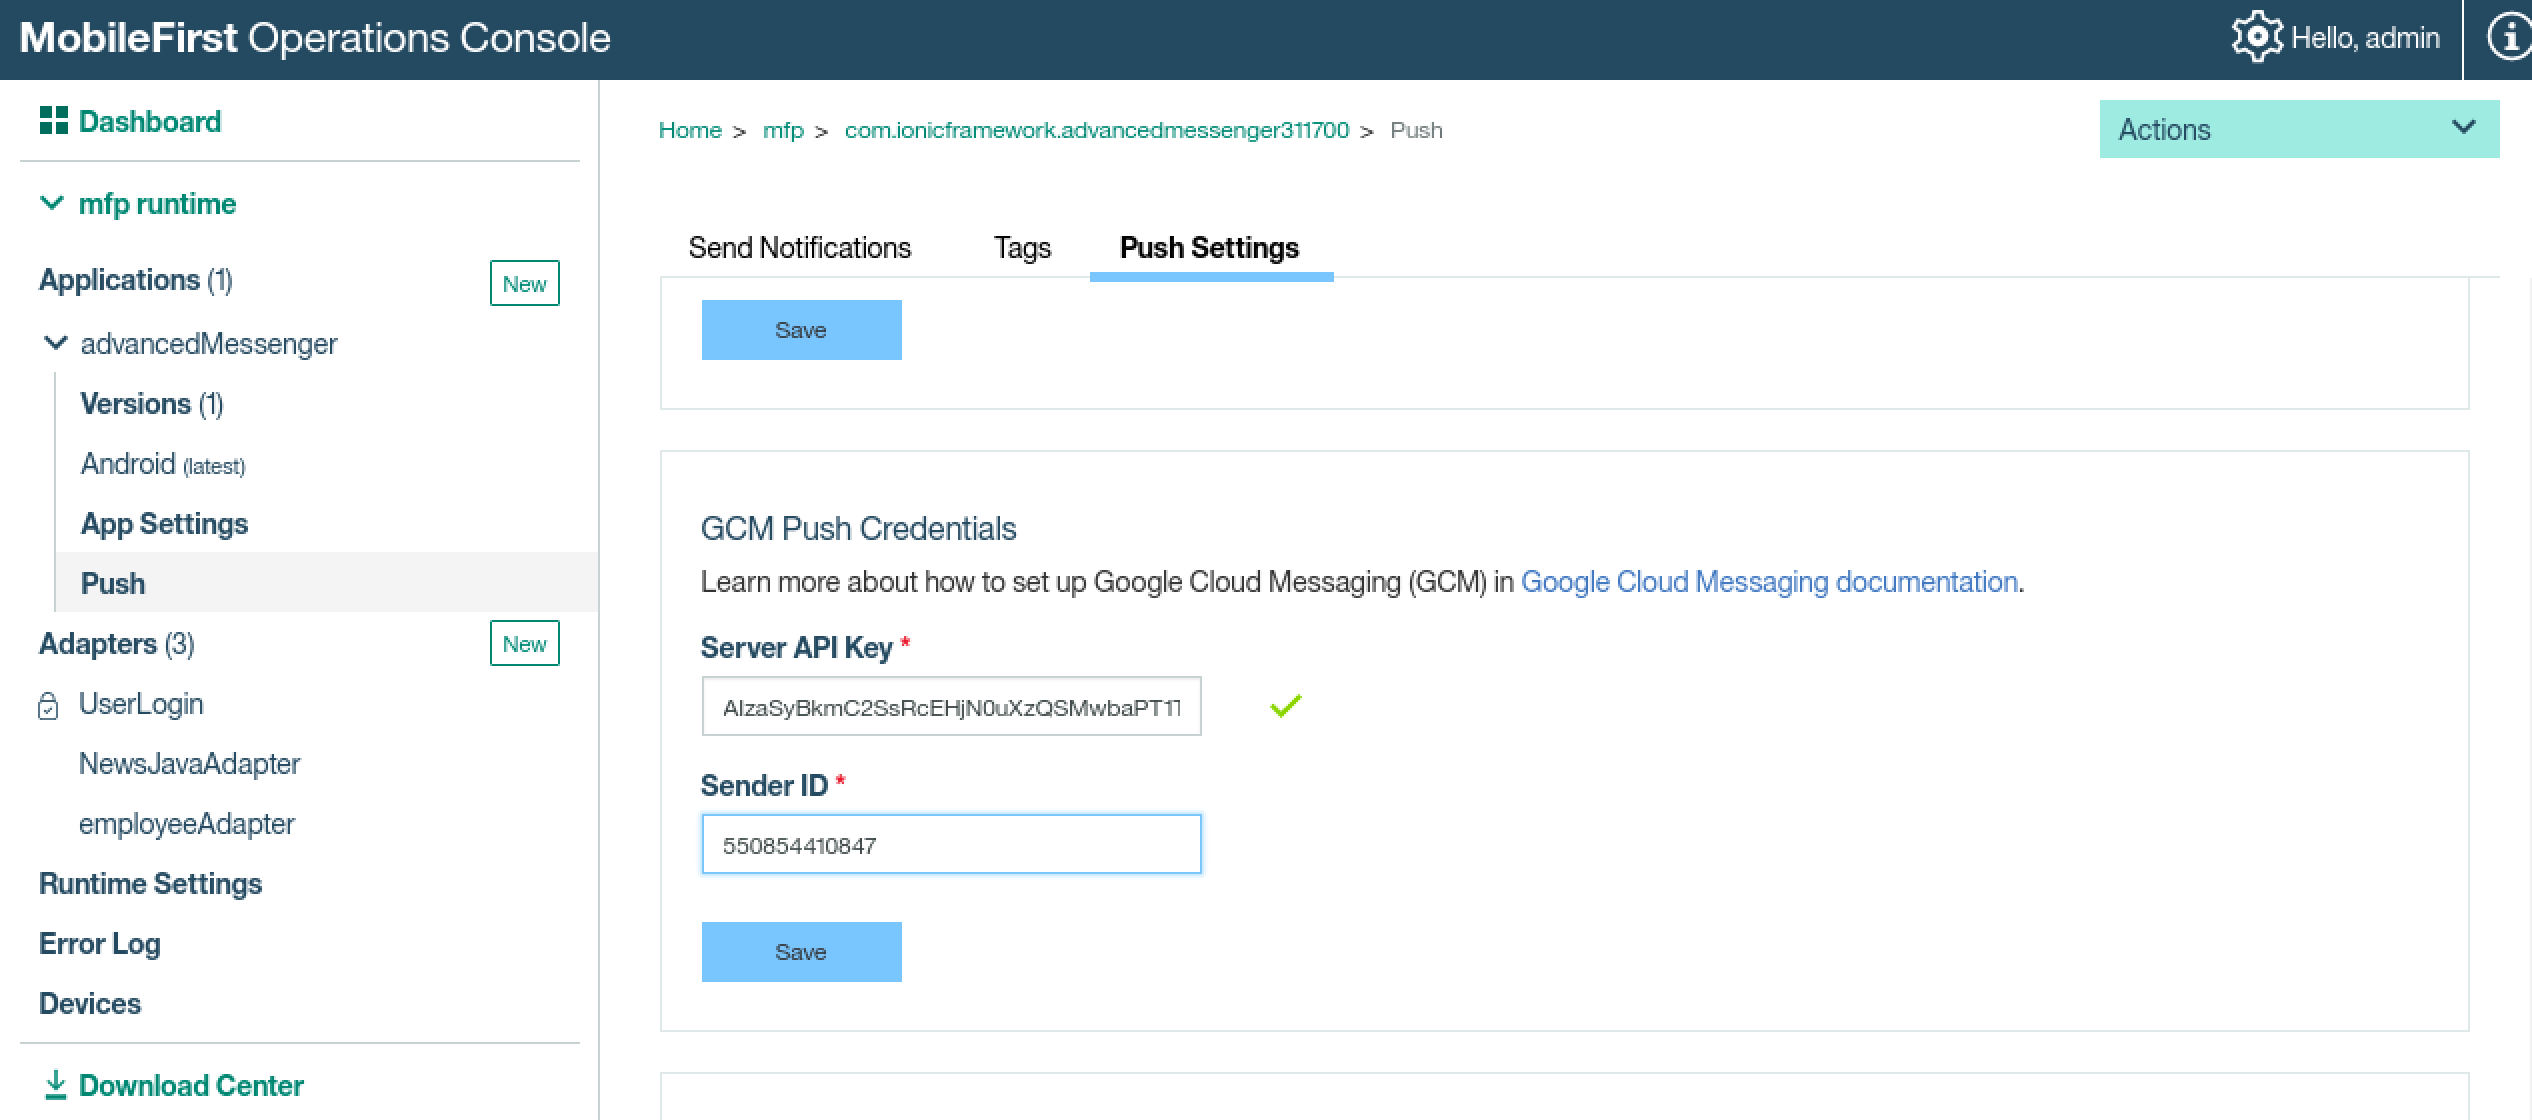 MobileFirst Operations Console
Hello, admin
Dashboard
mfp runtime
Applications (1)
New
advancedMessenger
Versions (1)
Android (latest)
App Settings
Push
Adapters (3)
New
UserLogin
NewsJavaAdapter
employeeAdapter
Runtime Settings
Error Log
Devices
Download Center
Home > mfp > com.ionicframework.advancedmessenger311700 > Push
Actions
Send Notifications
Tags
Push Settings
Save
GCM Push Credentials
Learn more about how to set up Google Cloud Messaging (GCM) in Google Cloud Messaging documentation.
Server API Key *
AIzaSyBkmC2SsRcEHjN0uXzQSMwbaPT1T
Sender ID *
550854410847
Save